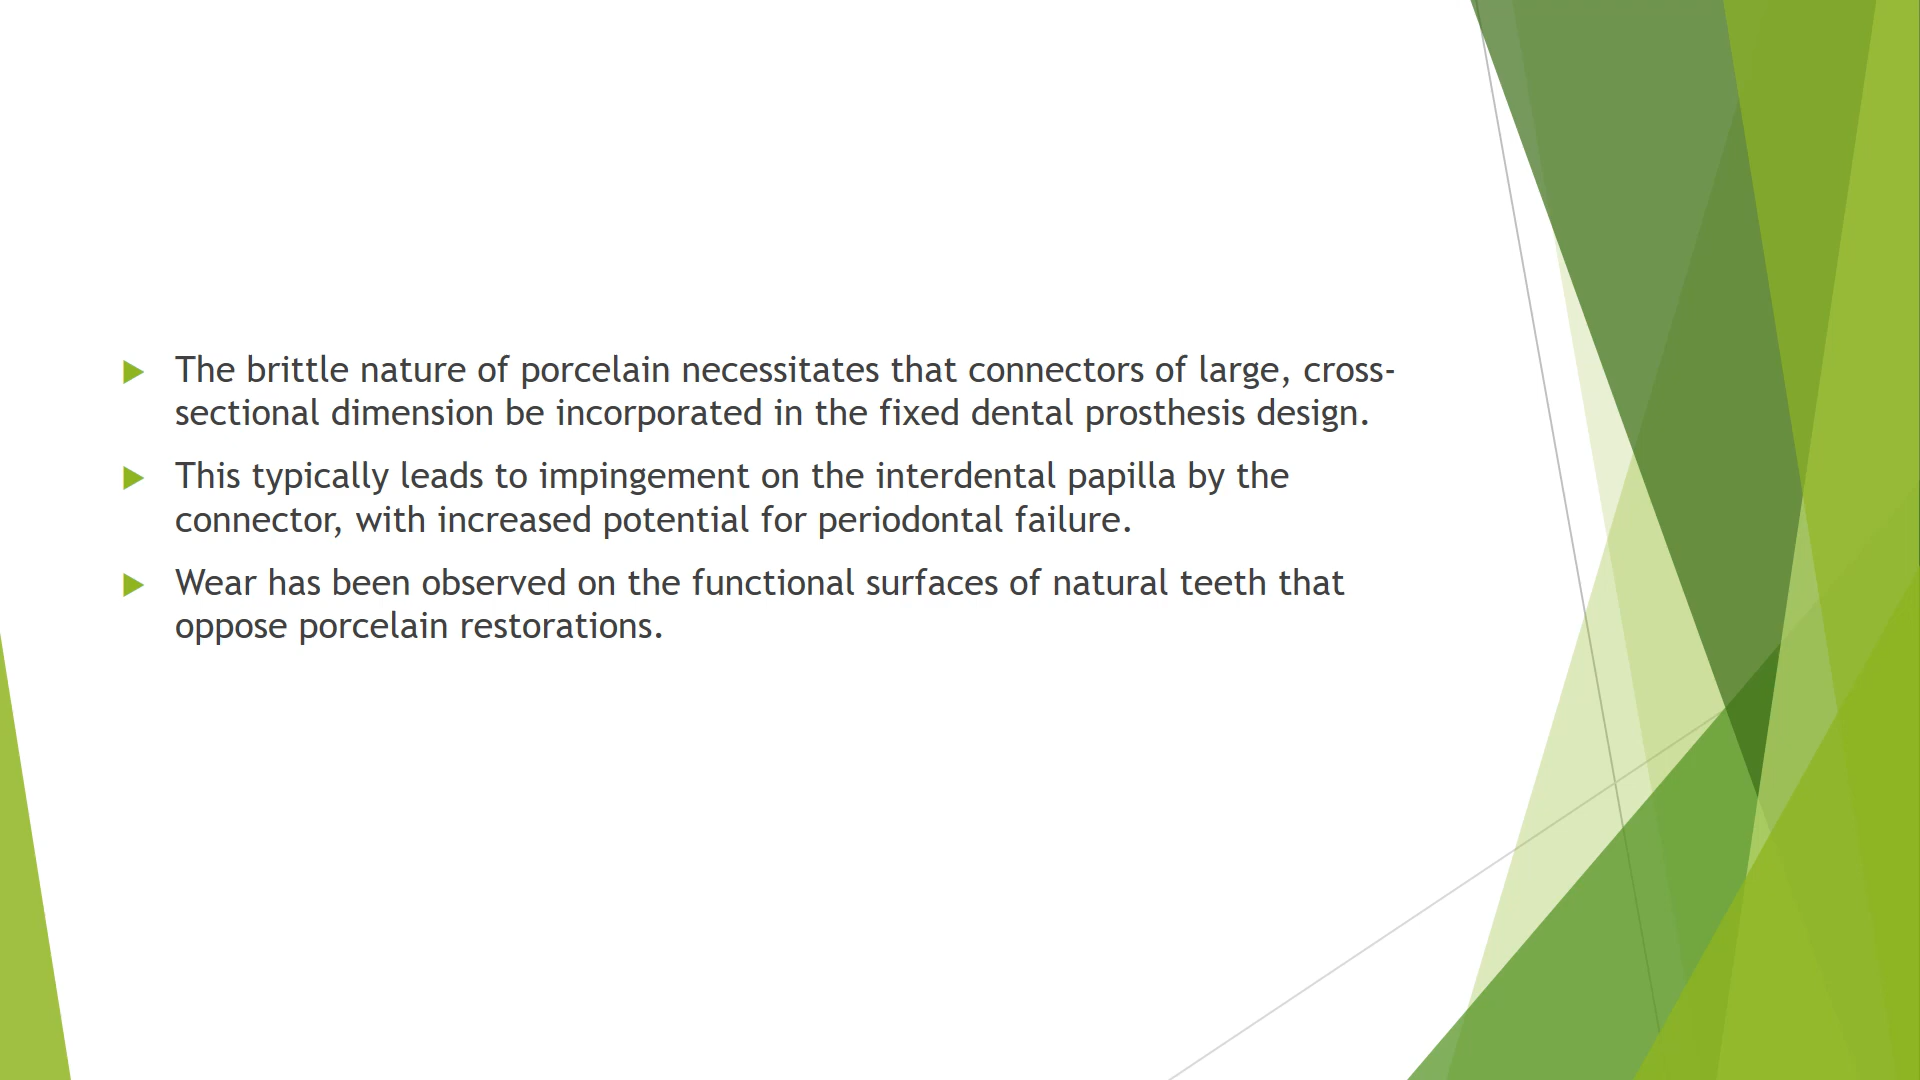 The brittle nature of porcelain necessitates that connectors of large, cross-
sectional dimension be incorporated in the fixed dental prosthesis design.
This typically leads to impingement on the interdental papilla by the
connector, with increased potential for periodontal failure.
Wear has been observed on the functional surfaces of natural teeth that
oppose porcelain restorations.